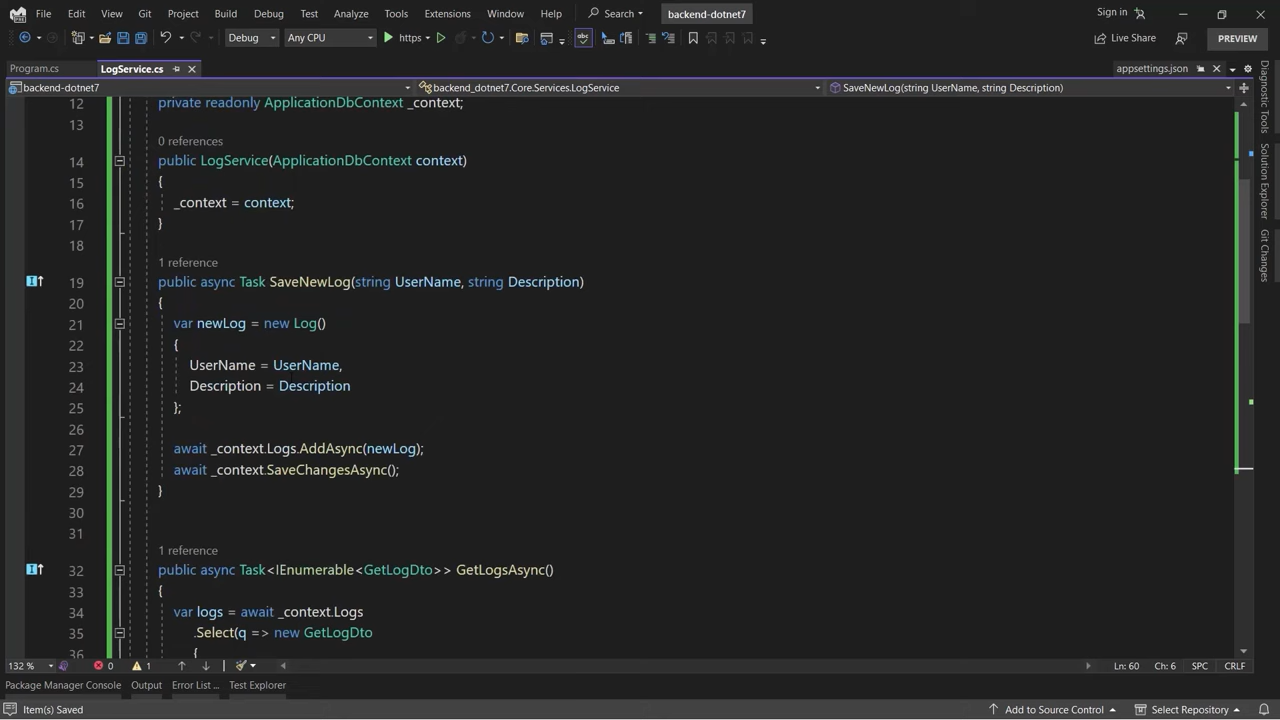 File Edit View Git Project Build Debug Test Analyze Tools Extensions Window Help Search backend-dotnet7 Sign in
Debug Any CPU https Live Share PREVIEW
Program.cs LogService.cs appsettings.json
backend-dotnet7 backend_dotnet7.Core.Services.LogService SaveNewLog(string UserName, string Description)
12 private readonly ApplicationDbContext _context;
13
0 references
14 public LogService(ApplicationDbContext context)
15 {
16 _context = context;
17 }
18
1 reference
19 public async Task SaveNewLog(string UserName, string Description)
20 {
21 var newLog = new Log()
22 {
23 UserName = UserName,
24 Description = Description
25 };
26
27 await _context.Logs.AddAsync(newLog);
28 await _context.SaveChangesAsync();
29 }
30
31
1 reference
32 public async Task<IEnumerable<GetLogDto>> GetLogsAsync()
33 {
34 var logs = await _context.Logs
35 .Select(q => new GetLogDto
36 {
132 % 0 1 Ln: 60 Ch: 6 SPC CRLF
Package Manager Console Output Error List ... Test Explorer
Item(s) Saved Add to Source Control Select Repository
Diagnostic Tools
Solution Explorer
Git Changes